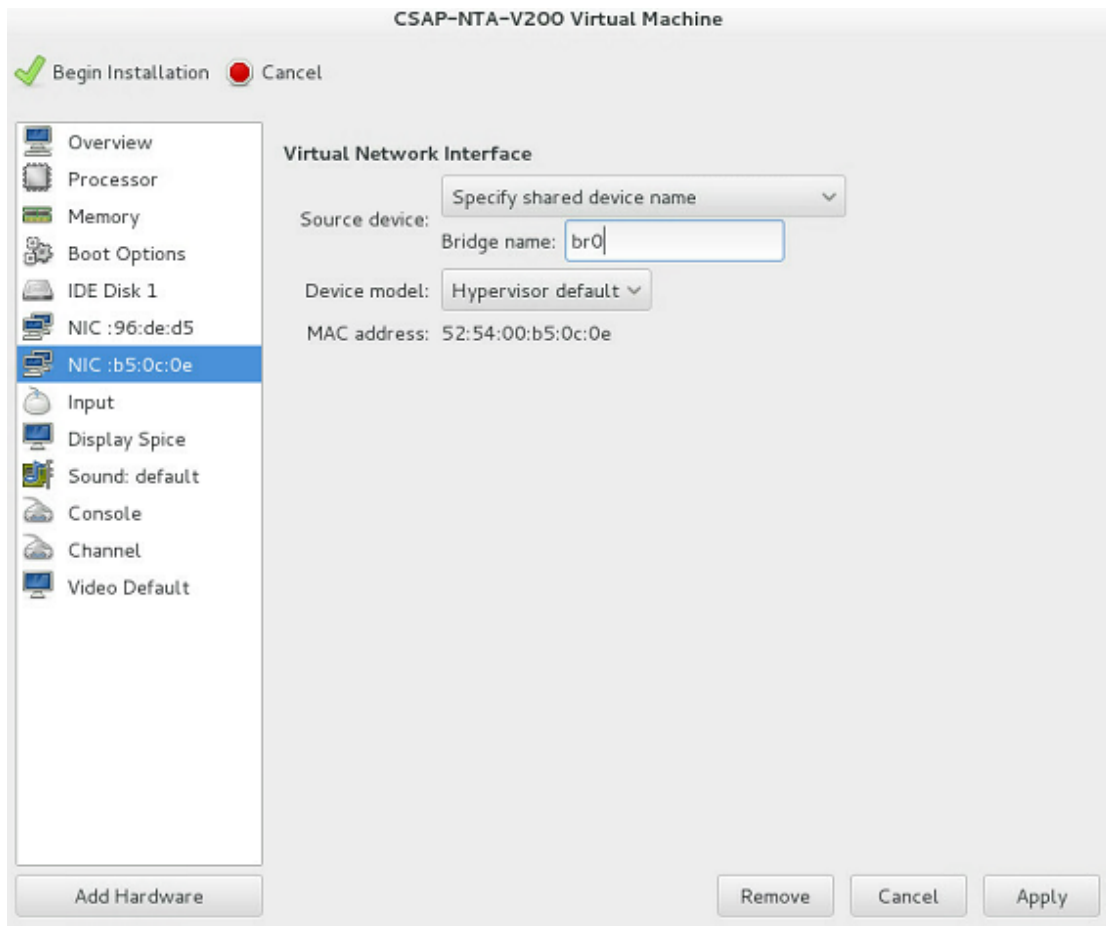 CSAP-NTA-V200 Virtual Machine
Begin Installation Cancel
Overview
Processor
Memory
Boot Options
IDE Disk 1
NIC :96:de:d5
NIC :b5:0c:0e
Input
Display Spice
Sound: default
Console
Channel
Video Default
Add Hardware
Virtual Network Interface
Source device: Specify shared device name
Bridge name: br0
Device model: Hypervisor default
MAC address: 52:54:00:b5:0c:0e
Remove Cancel Apply